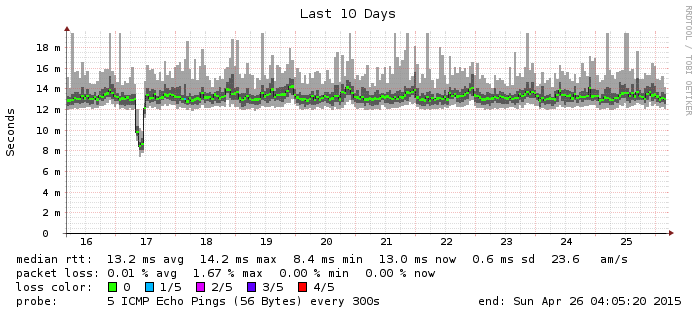 Last 10 Days
RRDTOOL / TOBI OETIKER
Seconds
18 m
16 m
14 m
12 m
10 m
8 m
6 m
4 m
2 m
0
16 17 18 19 20 21 22 23 24 25
median rtt: 13.2 ms avg 14.2 ms max 8.4 ms min 13.0 ms now 0.6 ms sd 23.6 am/s
packet loss: 0.01 % avg 1.67 % max 0.00 % min 0.00 % now
loss color: 0 1/5 2/5 3/5 4/5
probe: 5 ICMP Echo Pings (56 Bytes) every 300s end: Sun Apr 26 04:05:20 2015